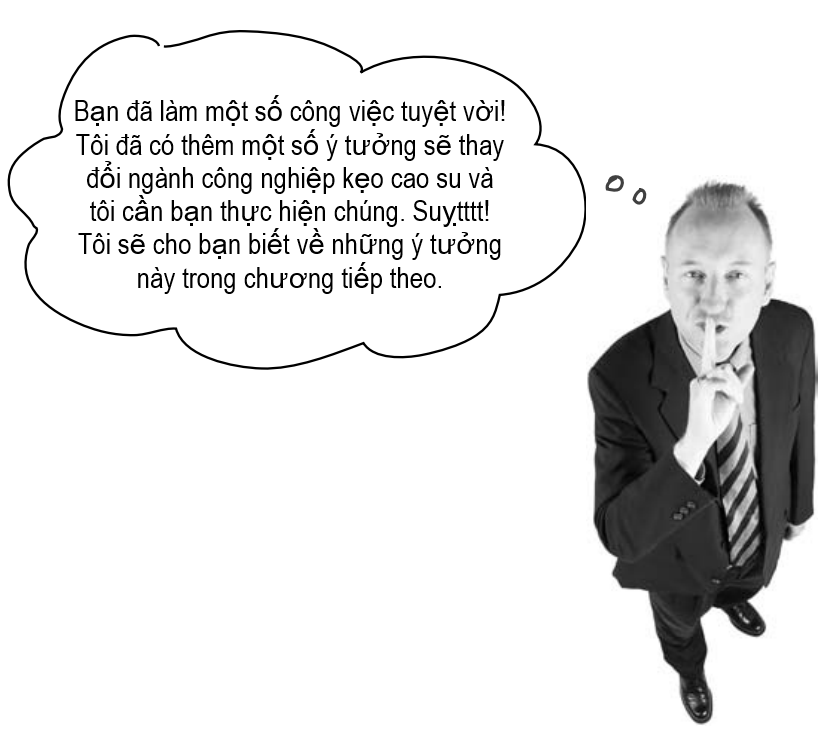 Bạn đã làm một số công việc tuyệt vời!
Tôi đã có thêm một số ý tưởng sẽ thay
đổi ngành công nghiệp kẹo cao su và
tôi cần bạn thực hiện chúng. Suỵtttt!
Tôi sẽ cho bạn biết về những ý tưởng
này trong chương tiếp theo.